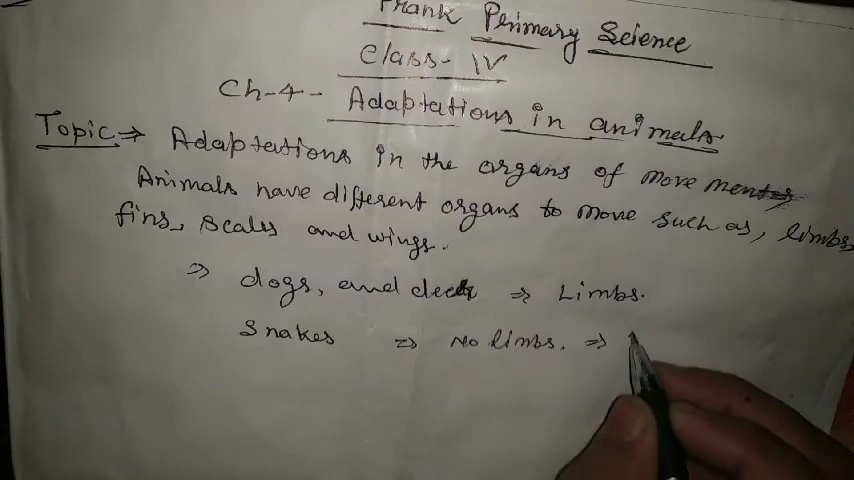 Frank Primary Science
Class- IV
Ch-4- Adaptations in animals.
Topic⇒ Adaptations in the organs of movements
Animals have different organs to move such as, limbs,
fins, scales and wings.
⇒ dogs, and deer ⇒ Limbs.
Snakes ⇒ No limbs. ⇒